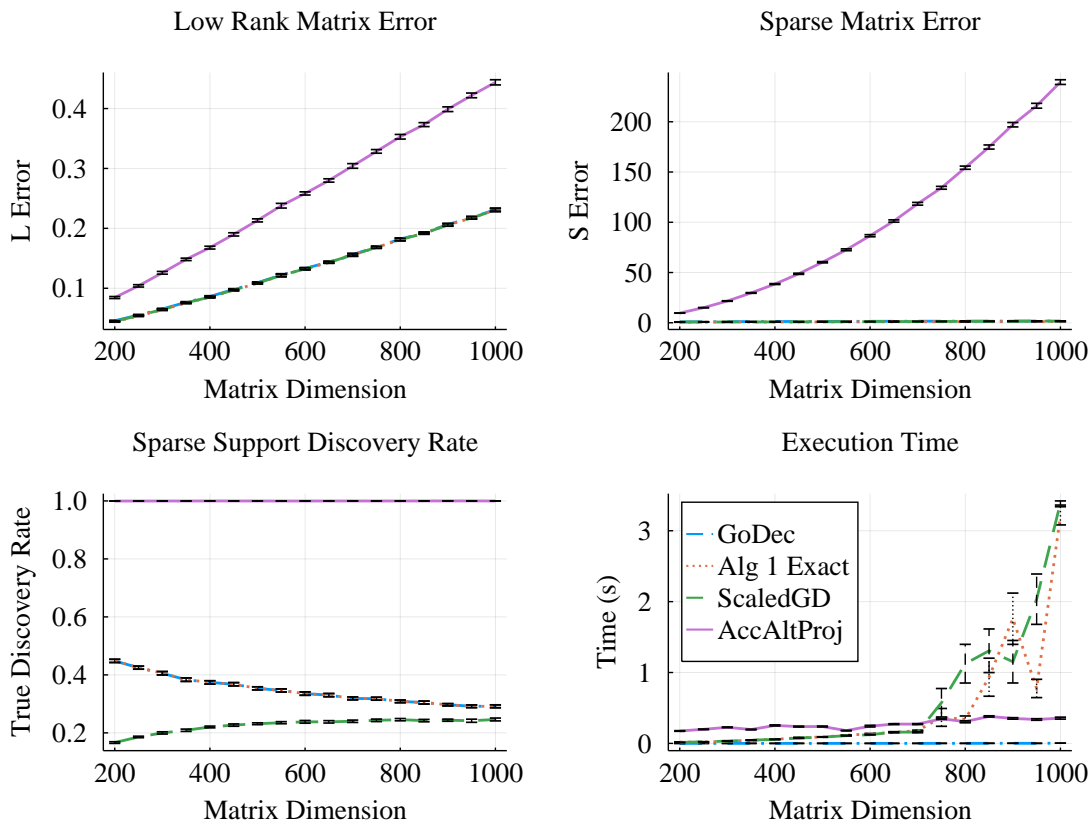 Low Rank Matrix Error
L Error
0.4
0.3
0.2
0.1
200 400 600 800 1000
Matrix Dimension
Sparse Matrix Error
S Error
200
150
100
50
0
200 400 600 800 1000
Matrix Dimension
Sparse Support Discovery Rate
True Discovery Rate
1.0
0.8
0.6
0.4
0.2
200 400 600 800 1000
Matrix Dimension
Execution Time
Time (s)
3
2
1
0
GoDec
Alg 1 Exact
ScaledGD
AccAltProj
200 400 600 800 1000
Matrix Dimension